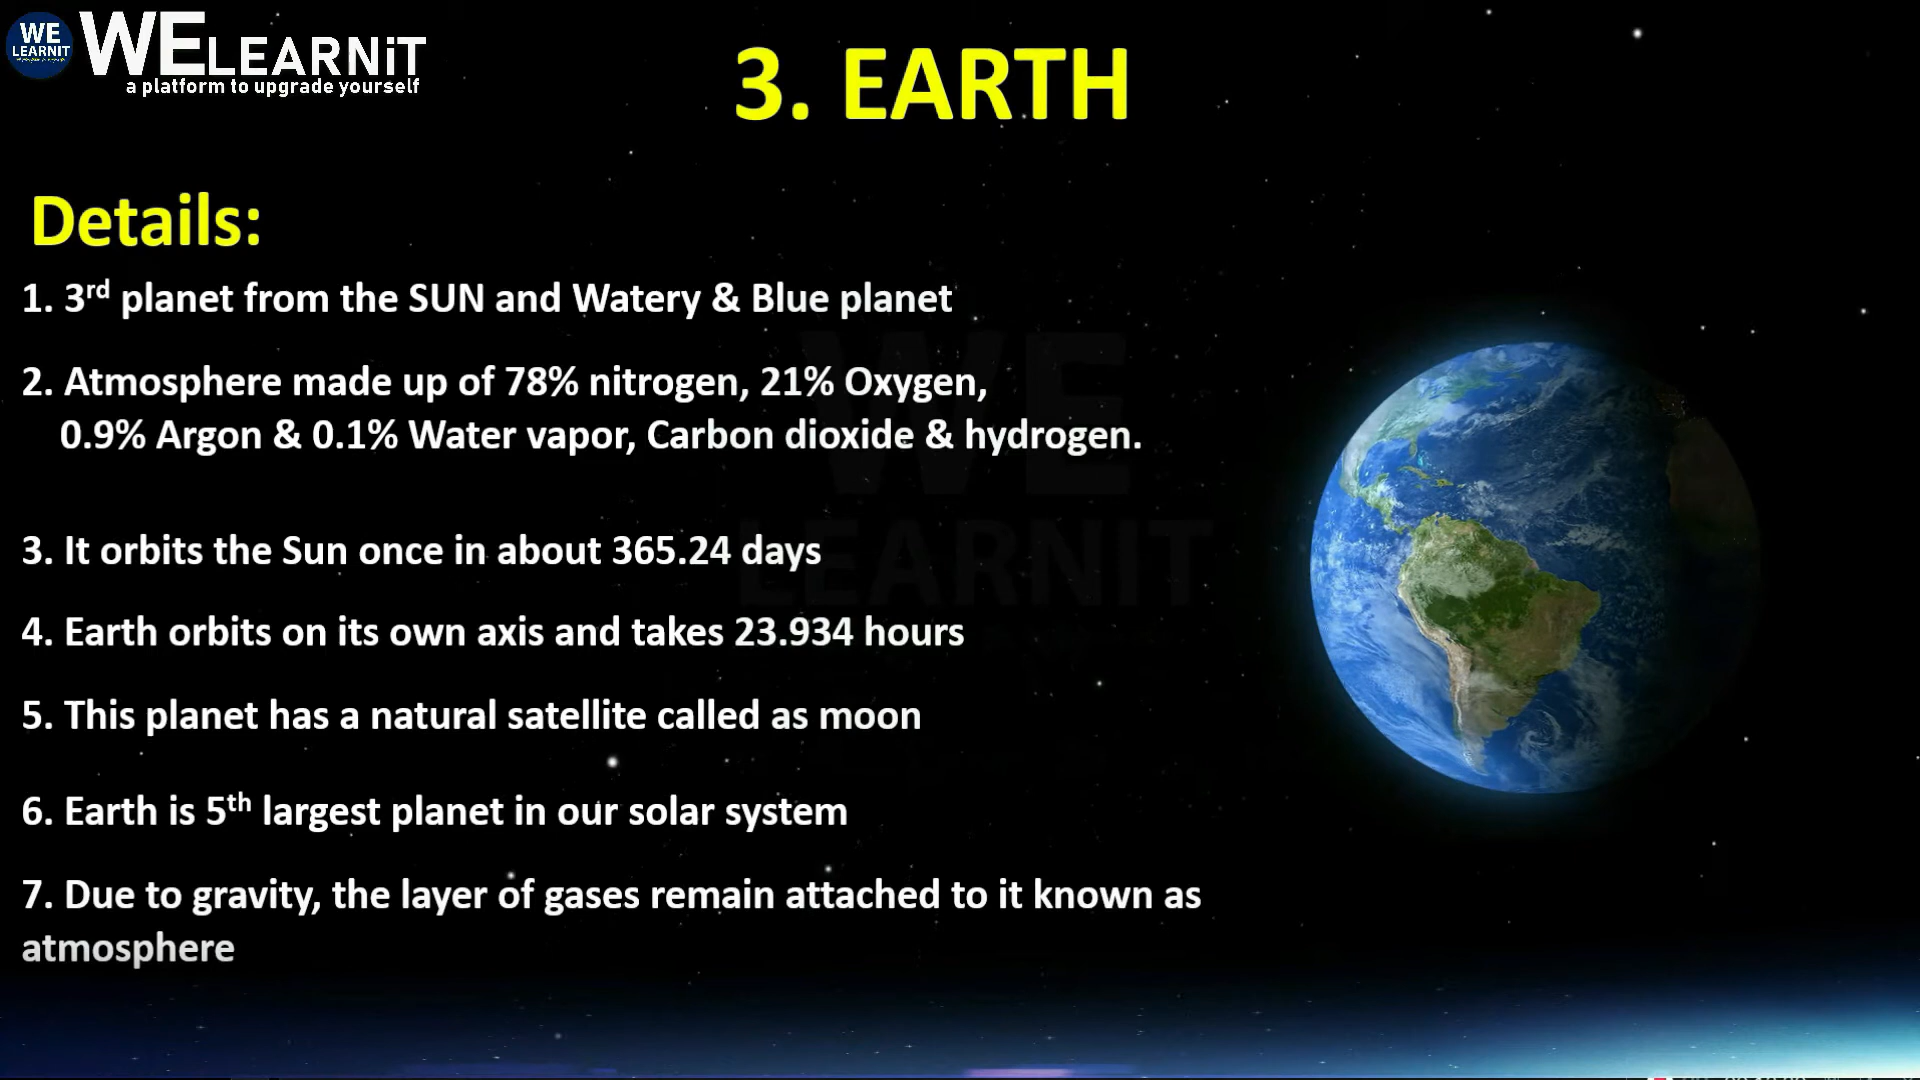 WE
LEARNIT
WELEARNiT
a platform to upgrade yourself
3. EARTH
Details:
1. 3rd planet from the SUN and Watery & Blue planet
2. Atmosphere made up of 78% nitrogen, 21% Oxygen,
0.9% Argon & 0.1% Water vapor, Carbon dioxide & hydrogen.
WE
LEARNIT
3. It orbits the Sun once in about 365.24 days
4. Earth orbits on its own axis and takes 23.934 hours
5. This planet has a natural satellite called as moon
6. Earth is 5th largest planet in our solar system
7. Due to gravity, the layer of gases remain attached to it known as
atmosphere